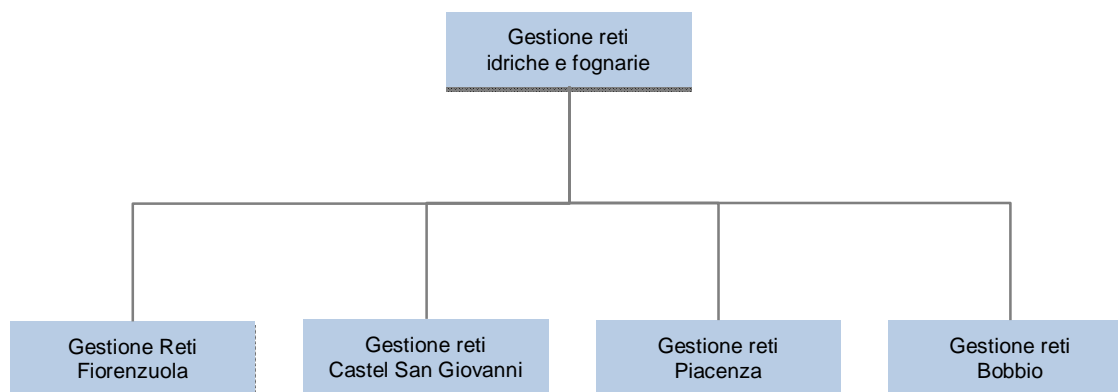 Gestione reti
idriche e fognarie
Gestione Reti
Fiorenzuola
Gestione reti
Castel San Giovanni
Gestione reti
Piacenza
Gestione reti
Bobbio